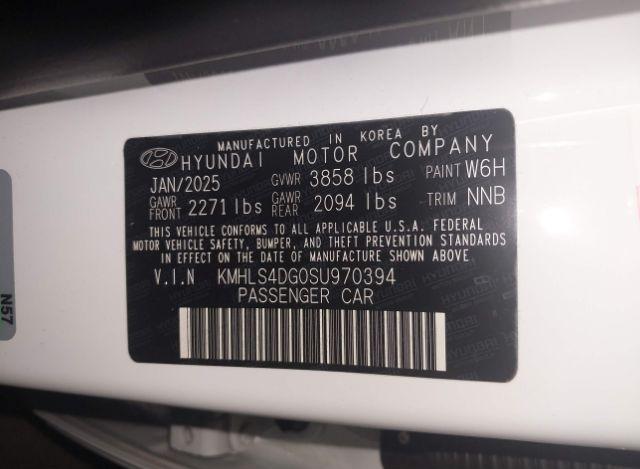 MANUFACTURED IN KOREA BY
HYUNDAI MOTOR COMPANY
JAN/2025 GVWR 3858 lbs PAINT W6H
GAWR FRONT 2271 lbs GAWR REAR 2094 lbs TRIM NNB
THIS VEHICLE CONFORMS TO ALL APPLICABLE U.S.A. FEDERAL
MOTOR VEHICLE SAFETY, BUMPER, AND THEFT PREVENTION
STANDARDS IN EFFECT ON THE DATE OF MANUFACTURE SHOWN ABOVE.
V.I.N KMHLS4DG0SU970394
PASSENGER CAR
N57